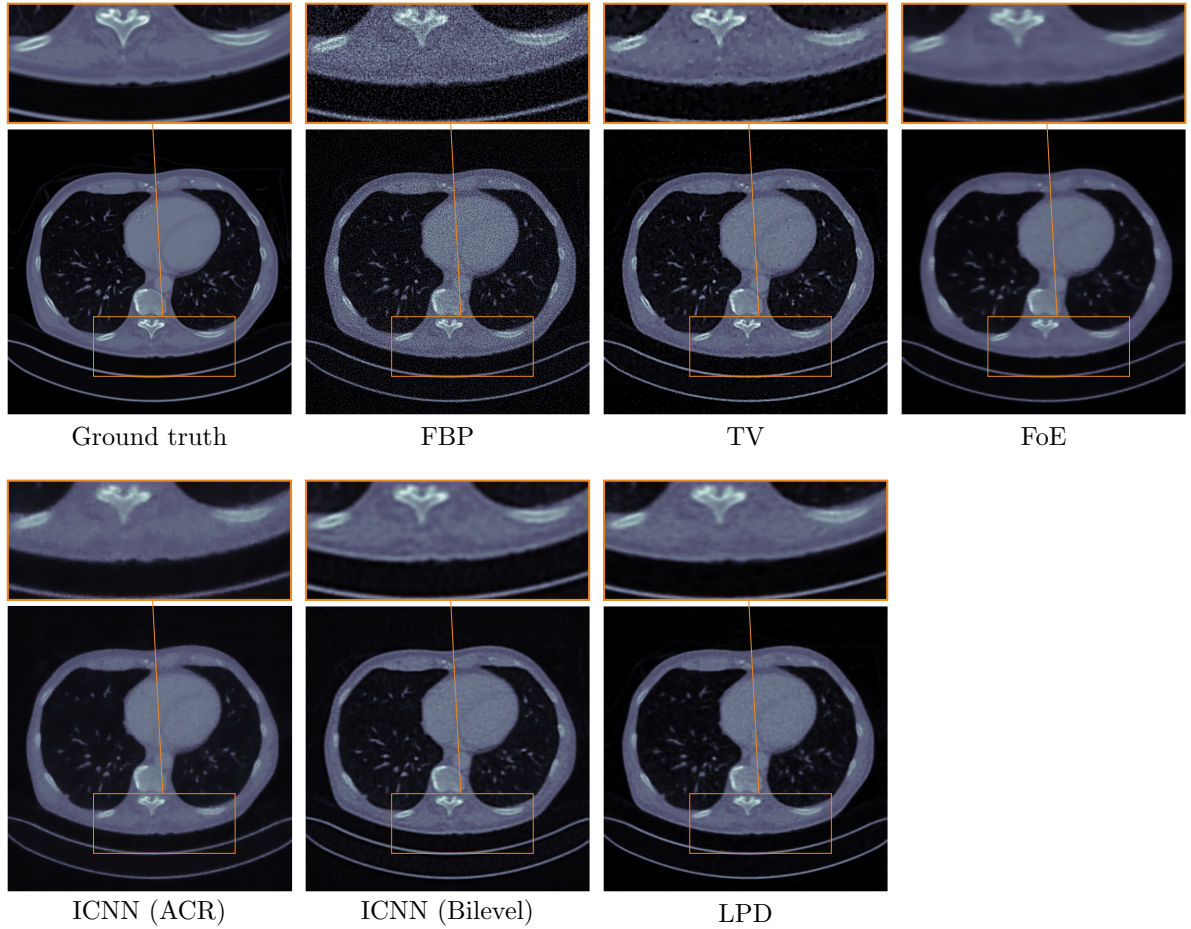 Ground truth
FBP
TV
FoE
ICNN (ACR)
ICNN (Bilevel)
LPD